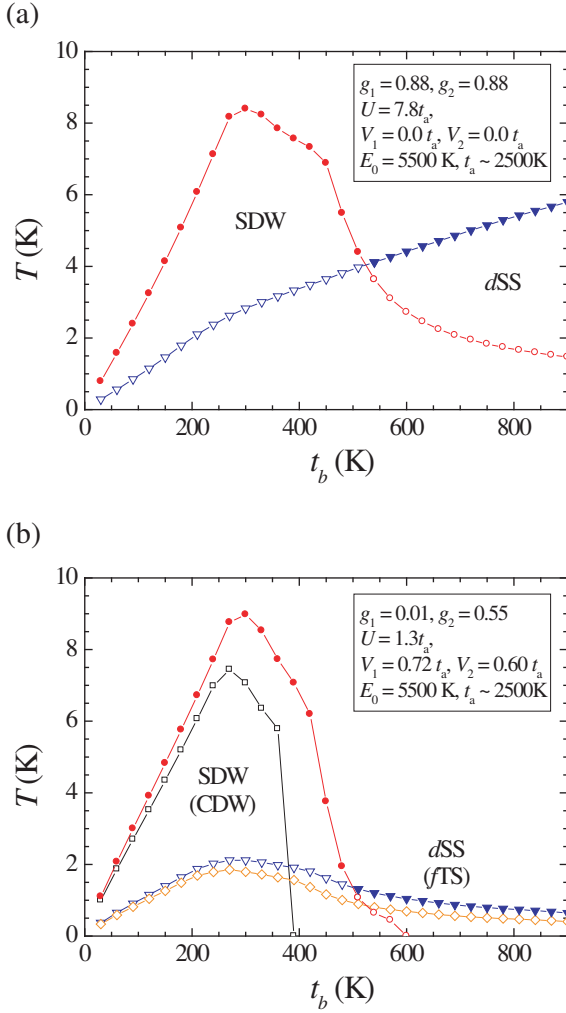 (a)
10
8
6
4
2
0
T (K)
g₁ = 0.88, g₂ = 0.88
U = 7.8tₐ,
V₁ = 0.0 tₐ, V₂ = 0.0 tₐ
E₀ = 5500 K, tₐ ~ 2500K
SDW
dSS
0 200 400 600 800
t_b (K)
(b)
10
8
6
4
2
0
T (K)
g₁ = 0.01, g₂ = 0.55
U = 1.3tₐ,
V₁ = 0.72 tₐ, V₂ = 0.60 tₐ
E₀ = 5500 K, tₐ ~ 2500K
SDW
(CDW)
dSS
(fTS)
0 200 400 600 800
t_b (K)